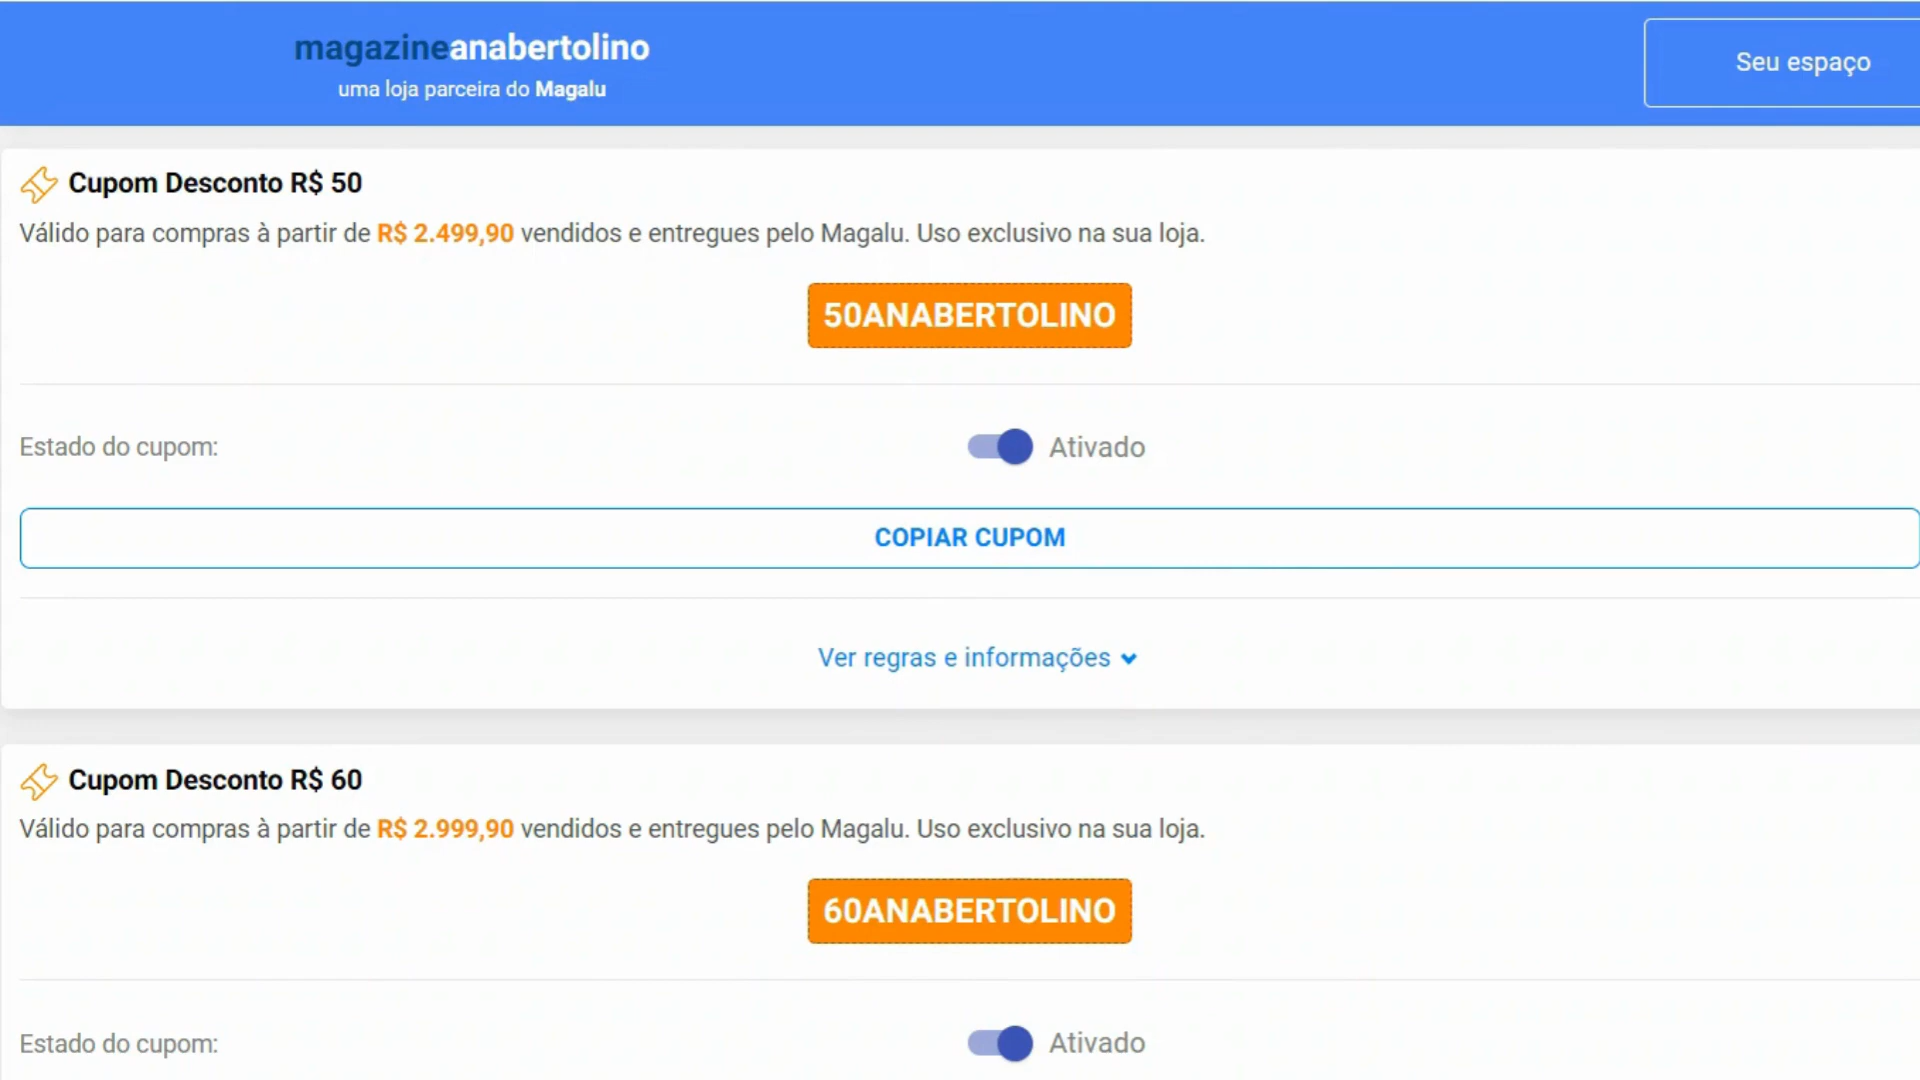 magazineanabertolino
uma loja parceira do Magalu
Seu espaço
Cupom Desconto R$ 50
Válido para compras à partir de R$ 2.499,90 vendidos e entregues pelo Magalu. Uso exclusivo na sua loja.
50ANABERTOLINO
Estado do cupom:
Ativado
COPIAR CUPOM
Ver regras e informações
Cupom Desconto R$ 60
Válido para compras à partir de R$ 2.999,90 vendidos e entregues pelo Magalu. Uso exclusivo na sua loja.
60ANABERTOLINO
Estado do cupom:
Ativado